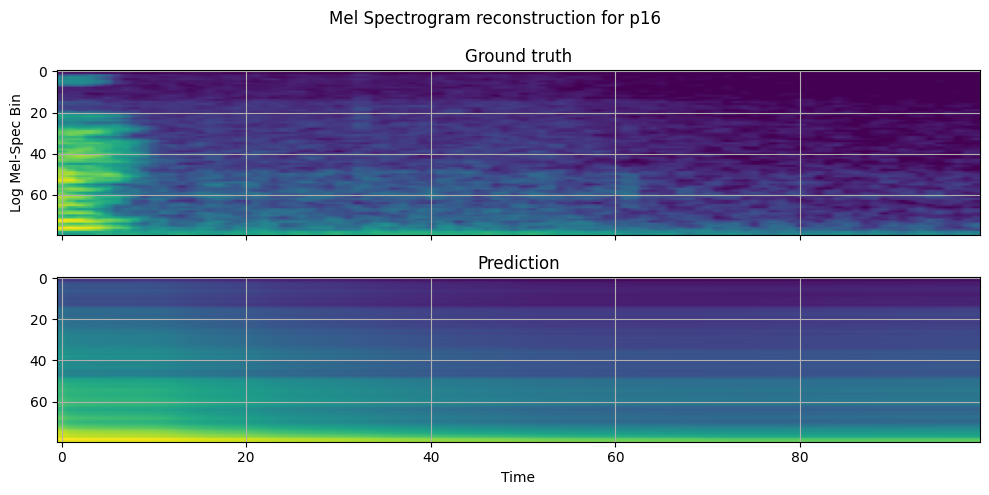 Mel Spectrogram reconstruction for p16
Ground truth
0
20
40
60
Log Mel-Spec Bin
Prediction
0
20
40
60
0 20 40 60 80
Time